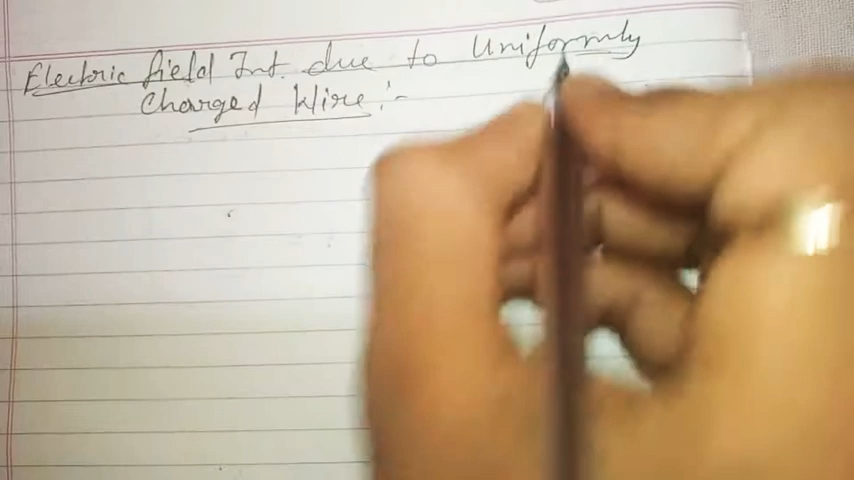 Electric field Int. due to Uniformly
Charged Wire :-